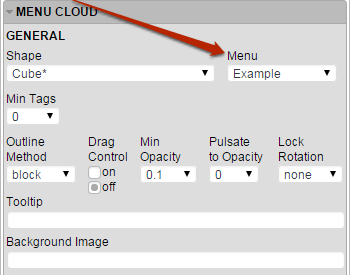 MENU CLOUD
GENERAL
Shape Menu
Cube* Example
Min Tags
0
Outline Method Drag Control Min Opacity Pulsate to Opacity Lock Rotation
block on off 0.1 0 none
Tooltip
Background Image